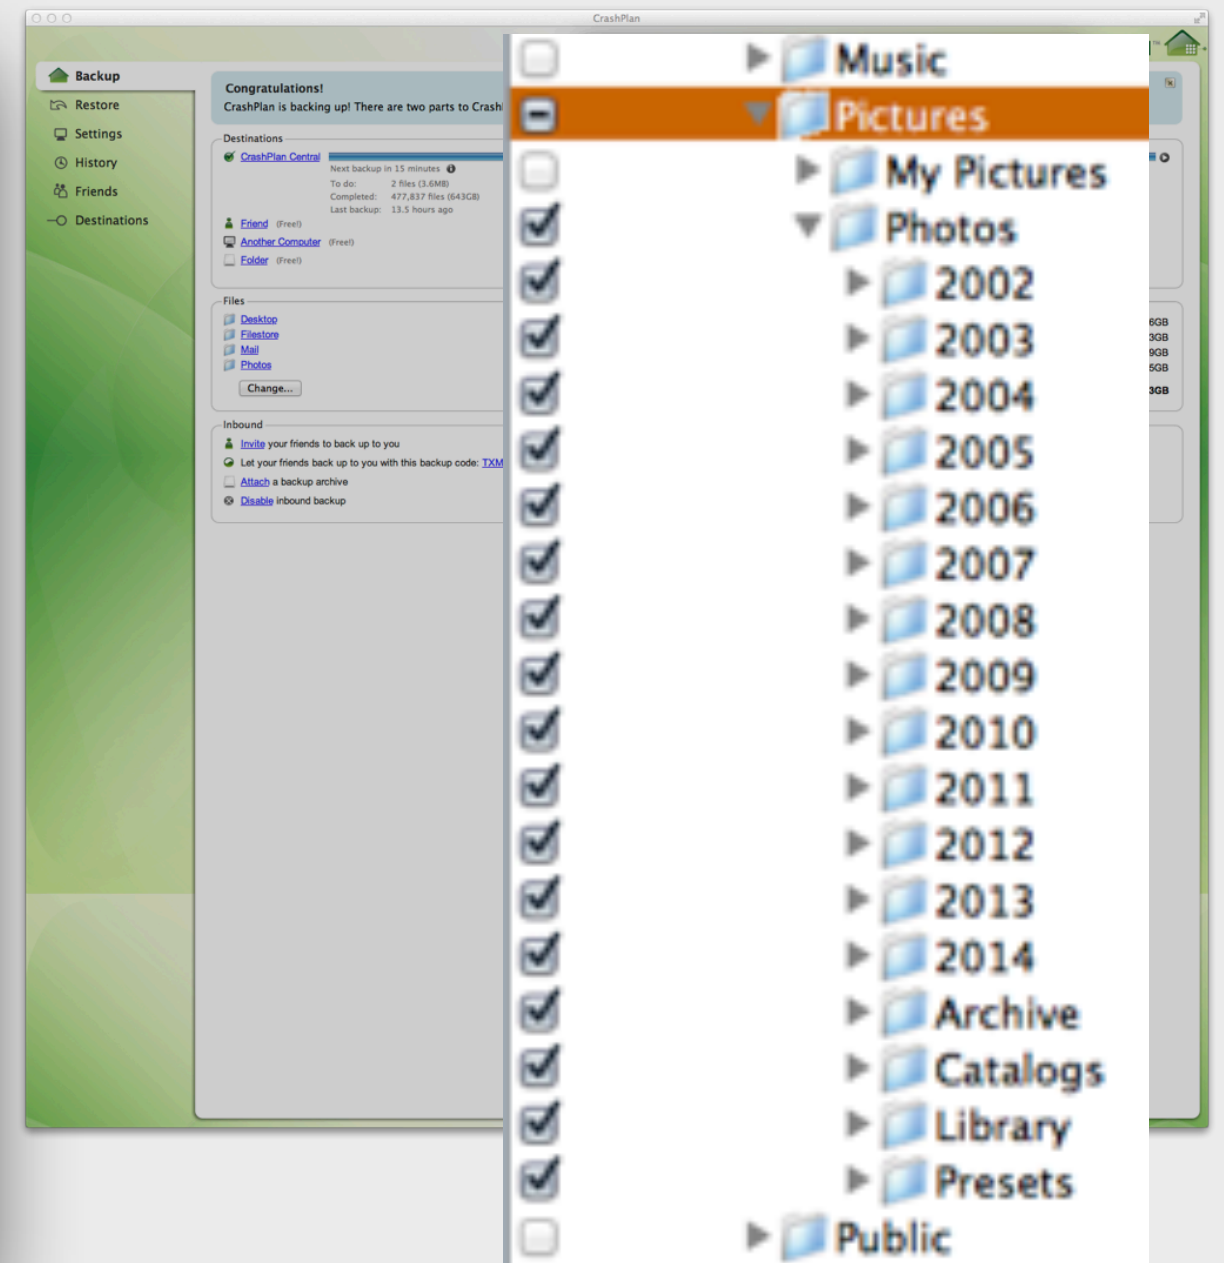 CrashPlan
Backup
Restore
Settings
History
Friends
Destinations
Congratulations!
CrashPlan is backing up! There are two parts to Crash
Destinations
CrashPlan Central
Next backup in 15 minutes
To do: 2 files (3.6MB)
Completed: 477,837 files (643GB)
Last backup: 13.5 hours ago
Friend (Free!)
Another Computer (Free!)
Folder (Free!)
Files
Desktop 6GB
Filestore 3GB
Mail 9GB
Photos 5GB
Change... 3GB
Inbound
Invite your friends to back up to you
Let your friends back up to you with this backup code: TXM
Attach a backup archive
Disable inbound backup
Music
Pictures
My Pictures
Photos
2002
2003
2004
2005
2006
2007
2008
2009
2010
2011
2012
2013
2014
Archive
Catalogs
Library
Presets
Public